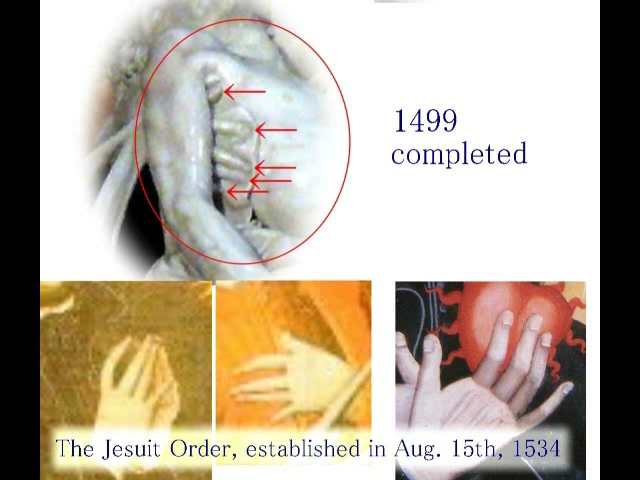 1499
completed
The Jesuit Order, established in Aug. 15th, 1534